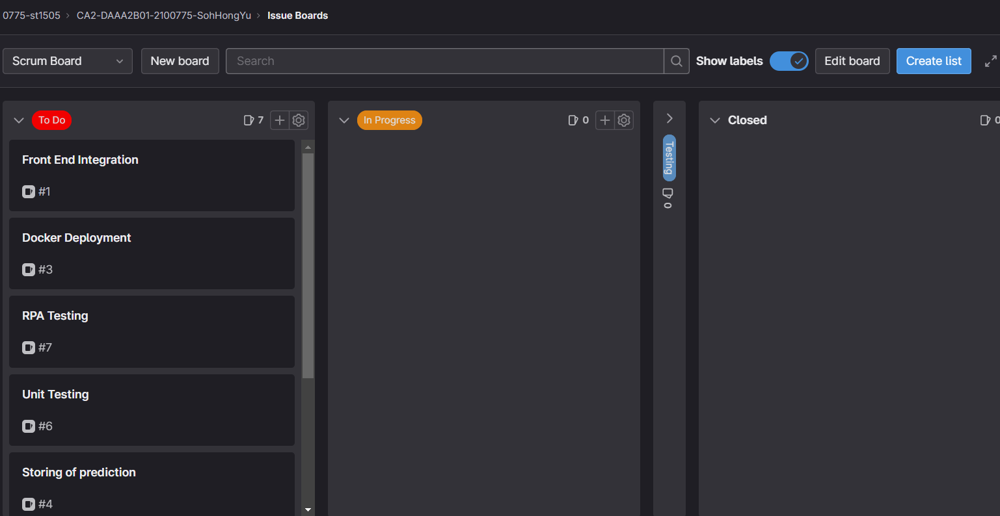 0775-st1505 > CA2-DAAA2B01-2100775-SohHongYu > Issue Boards
Scrum Board New board Search Show labels Edit board Create list
To Do 7
Front End Integration
#1
Docker Deployment
#3
RPA Testing
#7
Unit Testing
#6
Storing of prediction
#4
In Progress 0
Testing
0
Closed 0